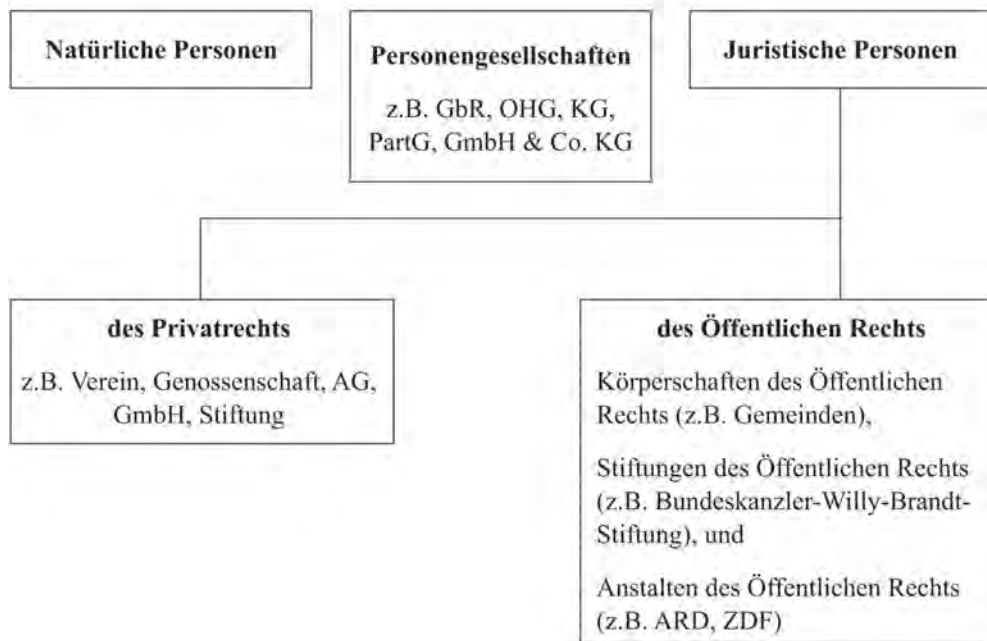 Natürliche Personen
Personengesellschaften
z.B. GbR, OHG, KG,
PartG, GmbH & Co. KG
Juristische Personen
des Privatrechts
z.B. Verein, Genossenschaft, AG,
GmbH, Stiftung
des Öffentlichen Rechts
Körperschaften des Öffentlichen
Rechts (z.B. Gemeinden),
Stiftungen des Öffentlichen Rechts
(z.B. Bundeskanzler-Willy-Brandt-
Stiftung), und
Anstalten des Öffentlichen Rechts
(z.B. ARD, ZDF)